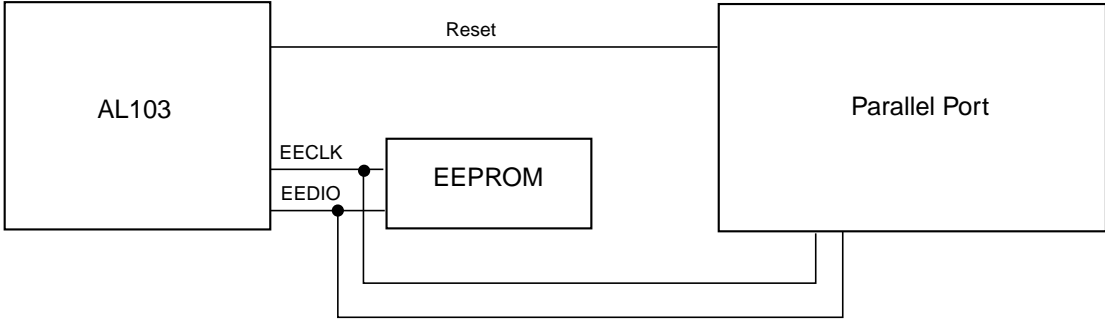 Reset
AL103
Parallel Port
EECLK
EEPROM
EEDIO